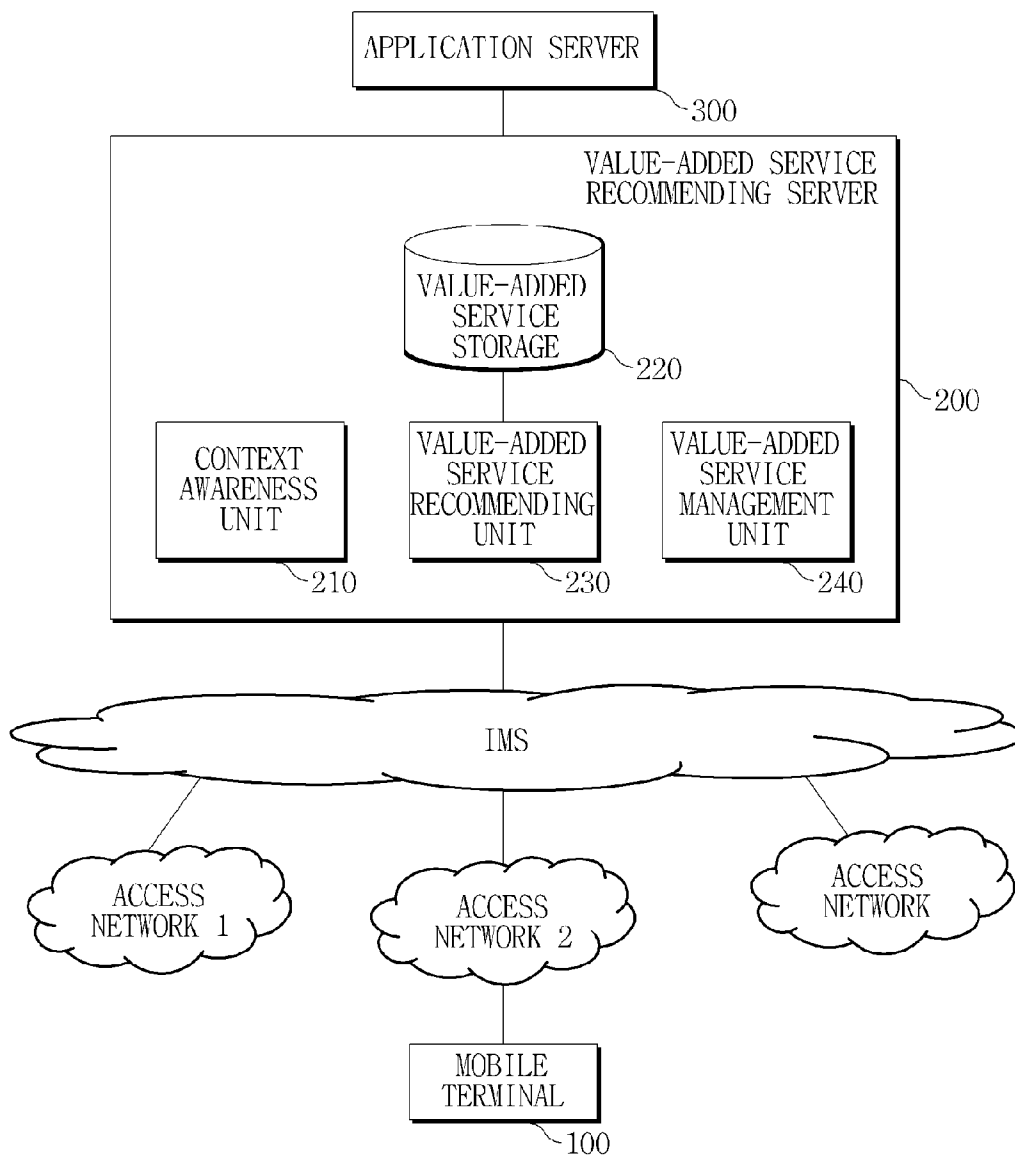 APPLICATION SERVER
300
VALUE-ADDED SERVICE
RECOMMENDING SERVER
VALUE-ADDED
SERVICE
STORAGE
220
200
CONTEXT
AWARENESS
UNIT
210
VALUE-ADDED
SERVICE
RECOMMENDING
UNIT
230
VALUE-ADDED
SERVICE
MANAGEMENT
UNIT
240
IMS
ACCESS
NETWORK 1
ACCESS
NETWORK 2
ACCESS
NETWORK
MOBILE
TERMINAL
100